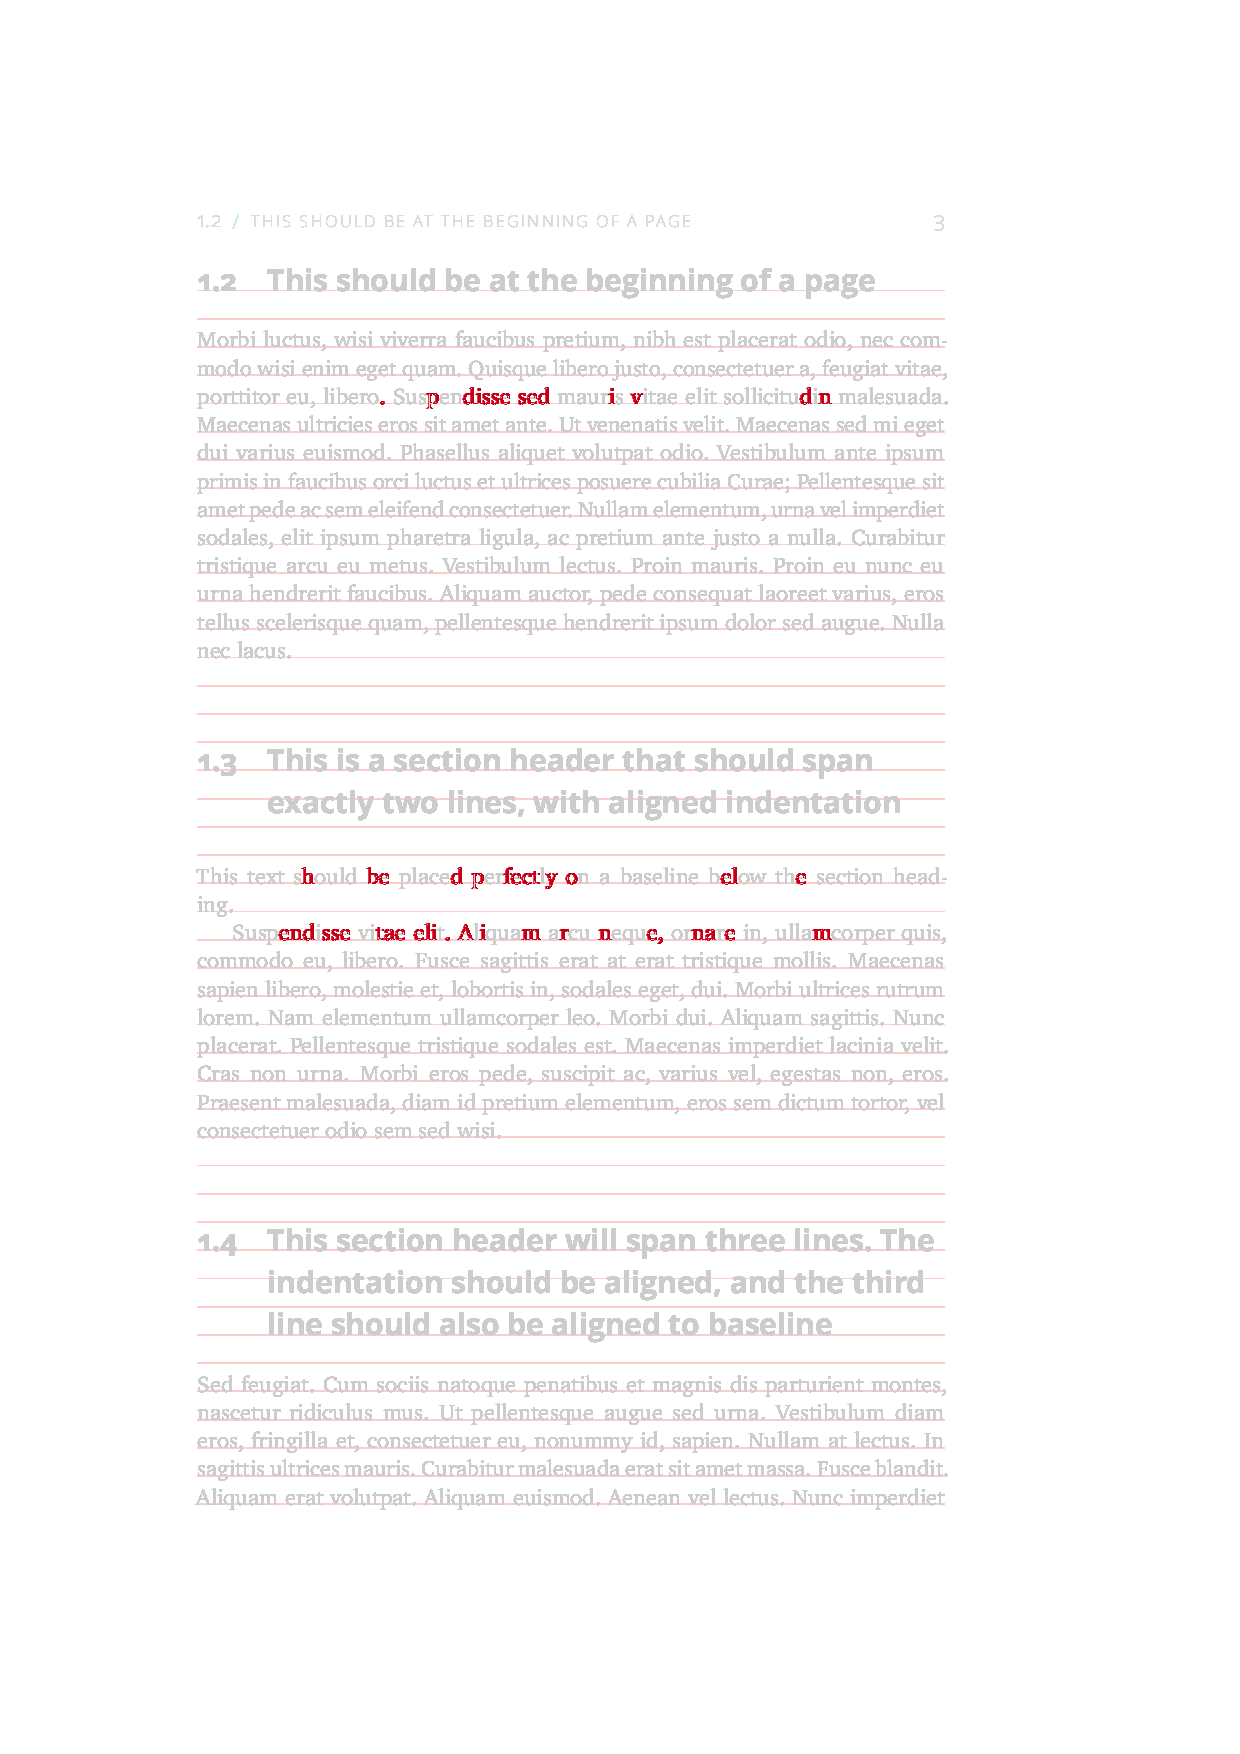 1.2 / THIS SHOULD BE AT THE BEGINNING OF A PAGE 3
1.2 This should be at the beginning of a page
Morbi luctus, wisi viverra faucibus pretium, nibh est placerat odio, nec com-
modo wisi enim eget quam. Quisque libero justo, consectetuer a, feugiat vitae,
porttitor eu, libero. Suspendisse sed mauris vitae elit sollicitudin malesuada.
Maecenas ultricies eros sit amet ante. Ut venenatis velit. Maecenas sed mi eget
dui varius euismod. Phasellus aliquet volutpat odio. Vestibulum ante ipsum
primis in faucibus orci luctus et ultrices posuere cubilia Curae; Pellentesque sit
amet pede ac sem eleifend consectetuer. Nullam elementum, urna vel imperdiet
sodales, elit ipsum pharetra ligula, ac pretium ante justo a nulla. Curabitur
tristique arcu eu metus. Vestibulum lectus. Proin mauris. Proin eu nunc eu
urna hendrerit faucibus. Aliquam auctor, pede consequat laoreet varius, eros
tellus scelerisque quam, pellentesque hendrerit ipsum dolor sed augue. Nulla
nec lacus.
1.3 This is a section header that should span
exactly two lines, with aligned indentation
This text should be placed perfectly on a baseline below the section head-
ing.
Suspendisse vitae elit. Aliquam arcu neque, ornare in, ullamcorper quis,
commodo eu, libero. Fusce sagittis erat at erat tristique mollis. Maecenas
sapien libero, molestie et, lobortis in, sodales eget, dui. Morbi ultrices rutrum
lorem. Nam elementum ullamcorper leo. Morbi dui. Aliquam sagittis. Nunc
placerat. Pellentesque tristique sodales est. Maecenas imperdiet lacinia velit.
Cras non urna. Morbi eros pede, suscipit ac, varius vel, egestas non, eros.
Praesent malesuada, diam id pretium elementum, eros sem dictum tortor, vel
consectetuer odio sem sed wisi.
1.4 This section header will span three lines. The
indentation should be aligned, and the third
line should also be aligned to baseline
Sed feugiat. Cum sociis natoque penatibus et magnis dis parturient montes,
nascetur ridiculus mus. Ut pellentesque augue sed urna. Vestibulum diam
eros, fringilla et, consectetuer eu, nonummy id, sapien. Nullam at lectus. In
sagittis ultrices mauris. Curabitur malesuada erat sit amet massa. Fusce blandit.
Aliquam erat volutpat. Aliquam euismod. Aenean vel lectus. Nunc imperdiet